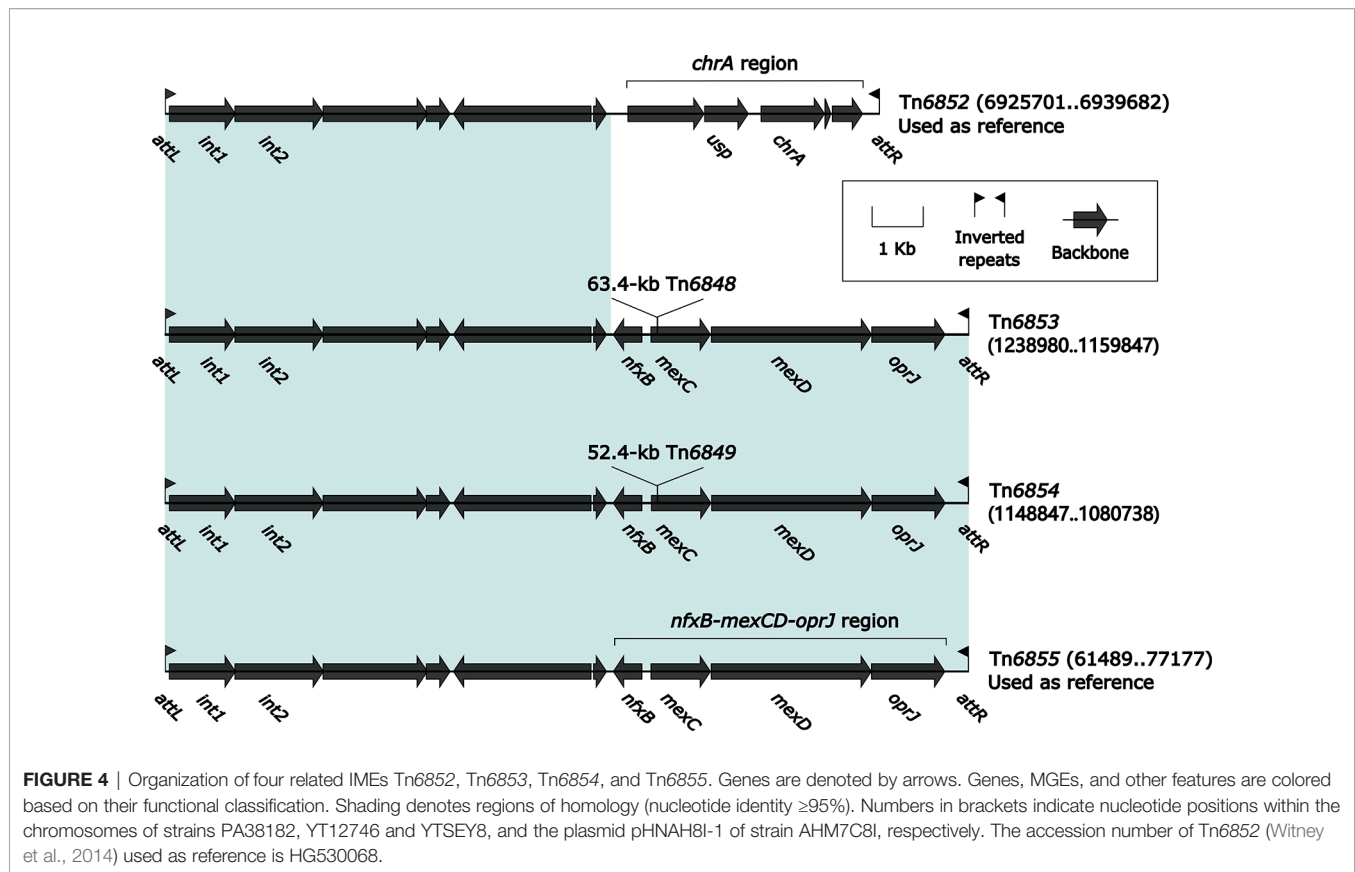 chrA region
Tn6852 (6925701..6939682)
Used as reference
attL int1 int2 usp chrA attR
1 Kb
Inverted
repeats
Backbone
63.4-kb Tn6848
Tn6853
(1238980..1159847)
attL int1 int2 nfxB mexC mexD oprJ attR
52.4-kb Tn6849
Tn6854
(1148847..1080738)
attL int1 int2 nfxB mexC mexD oprJ attR
nfxB-mexCD-oprJ region
Tn6855 (61489..77177)
Used as reference
attL int1 int2 nfxB mexC mexD oprJ attR
FIGURE 4 | Organization of four related IMEs Tn6852, Tn6853, Tn6854, and Tn6855. Genes are denoted by arrows. Genes, MGEs, and other features are colored
based on their functional classification. Shading denotes regions of homology (nucleotide identity ≥95%). Numbers in brackets indicate nucleotide positions within the
chromosomes of strains PA38182, YT12746 and YTSEY8, and the plasmid pHNAH8I-1 of strain AHM7C8I, respectively. The accession number of Tn6852 (Witney
et al., 2014) used as reference is HG530068.